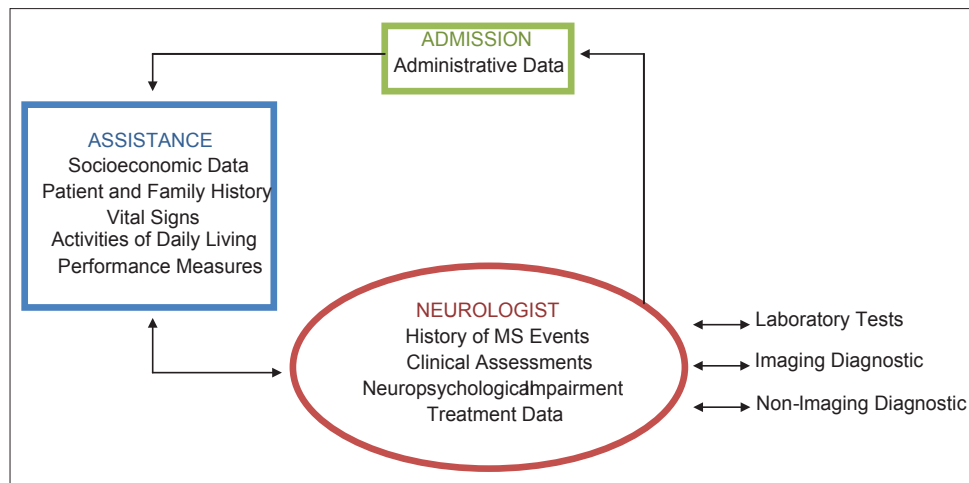 ADMISSION
Administrative Data
ASSISTANCE
Socioeconomic Data
Patient and Family History
Vital Signs
Activities of Daily Living
Performance Measures
NEUROLOGIST
History of MS Events
Clinical Assessments
Neuropsychological Impairment
Treatment Data
Laboratory Tests
Imaging Diagnostic
Non-Imaging Diagnostic